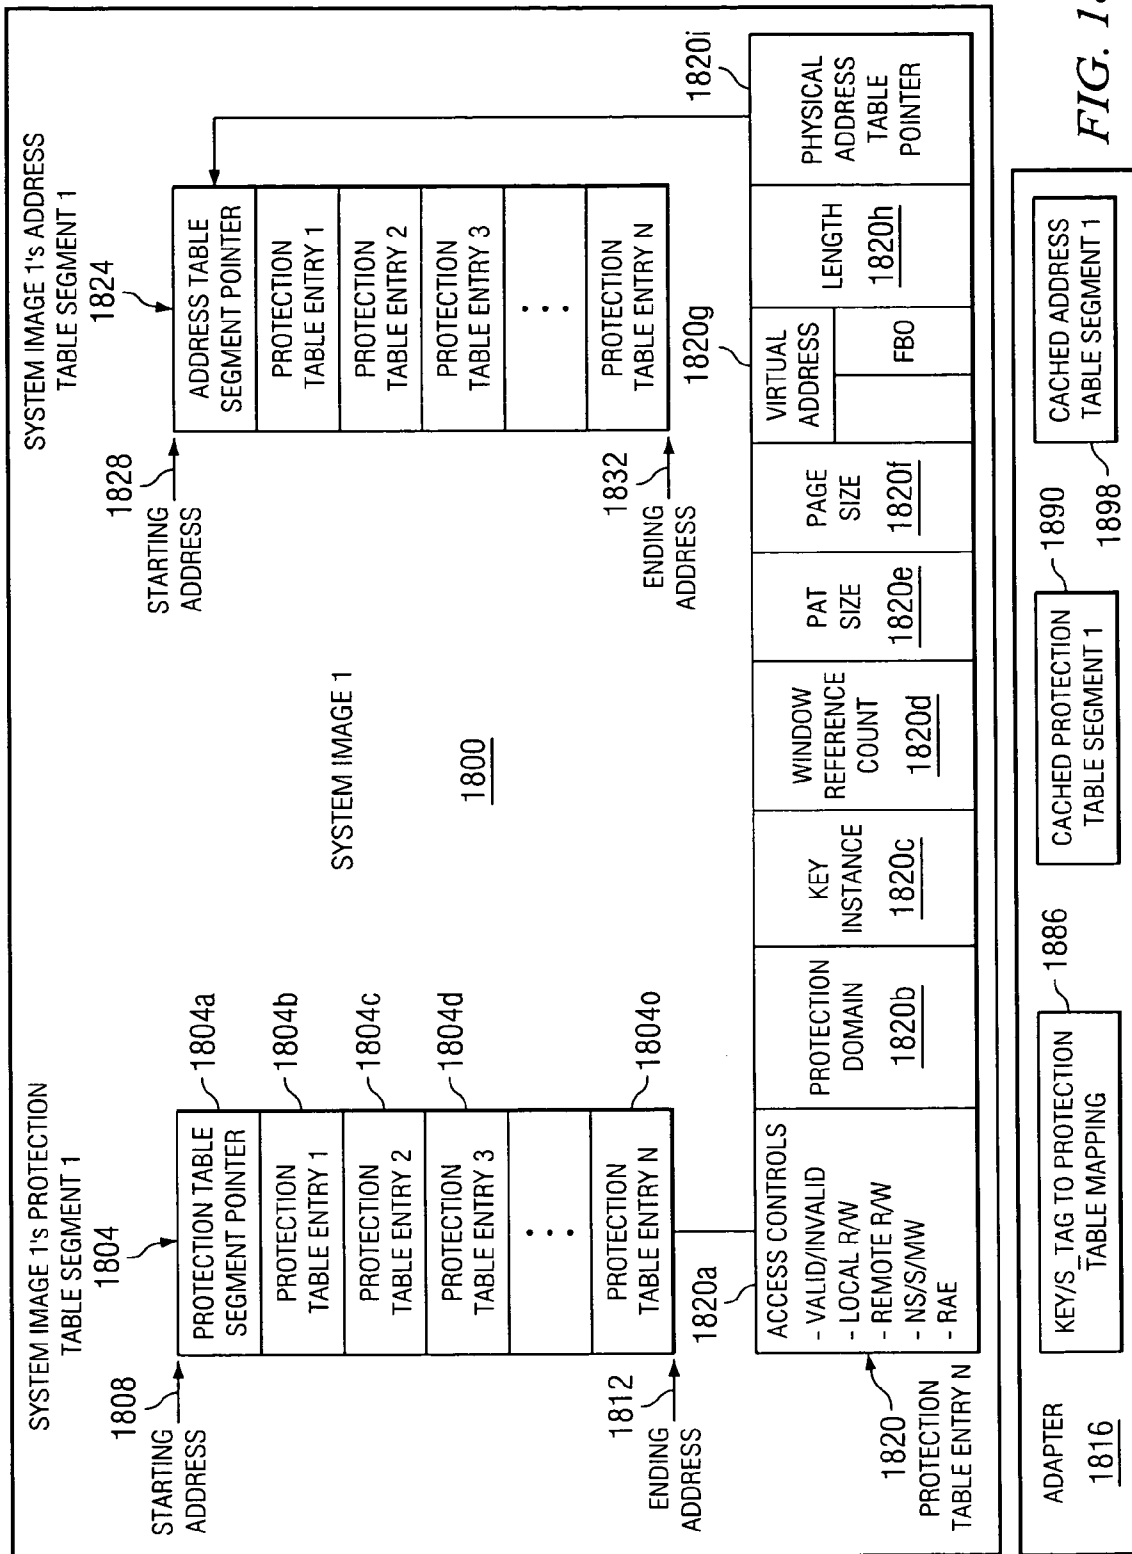 SYSTEM IMAGE 1's PROTECTION
TABLE SEGMENT 1
1804
1808
STARTING
ADDRESS
PROTECTION TABLE
SEGMENT POINTER
1804a
PROTECTION
TABLE ENTRY 1
1804b
PROTECTION
TABLE ENTRY 2
1804c
PROTECTION
TABLE ENTRY 3
1804d
. . .
PROTECTION
TABLE ENTRY N
1804o
1812
ENDING
ADDRESS
SYSTEM IMAGE 1
1800
SYSTEM IMAGE 1's ADDRESS
TABLE SEGMENT 1
1824
1828
STARTING
ADDRESS
ADDRESS TABLE
SEGMENT POINTER
PROTECTION
TABLE ENTRY 1
PROTECTION
TABLE ENTRY 2
PROTECTION
TABLE ENTRY 3
. . .
PROTECTION
TABLE ENTRY N
1832
ENDING
ADDRESS
1820
PROTECTION
TABLE ENTRY N
1820a
ACCESS CONTROLS
- VALID/INVALID
- LOCAL R/W
- REMOTE R/W
- NS/S/MW
- RAE
PROTECTION
DOMAIN
1820b
KEY
INSTANCE
1820c
WINDOW
REFERENCE
COUNT
1820d
PAT
SIZE
1820e
PAGE
SIZE
1820f
1820g
VIRTUAL
ADDRESS
FBO
LENGTH
1820h
1820i
PHYSICAL
ADDRESS
TABLE
POINTER
ADAPTER
1816
KEY/S_TAG TO PROTECTION
TABLE MAPPING
1886
CACHED PROTECTION
TABLE SEGMENT 1
1890
CACHED ADDRESS
TABLE SEGMENT 1
1898
FIG.